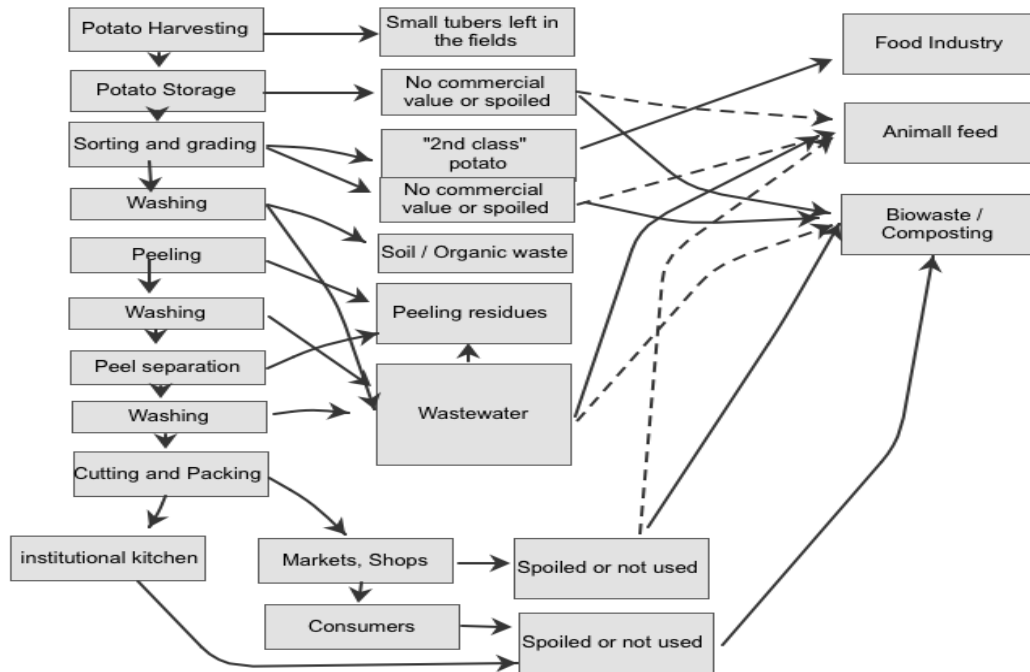 Potato Harvesting
Small tubers left in
the fields
Food Industry
Potato Storage
No commercial
value or spoiled
Sorting and grading
"2nd class"
potato
Animall feed
Washing
No commercial
value or spoiled
Biowaste /
Composting
Soil / Organic waste
Peeling
Peeling residues
Washing
Peel separation
Wastewater
Washing
Cutting and Packing
institutional kitchen
Markets, Shops
Spoiled or not used
Consumers
Spoiled or not used